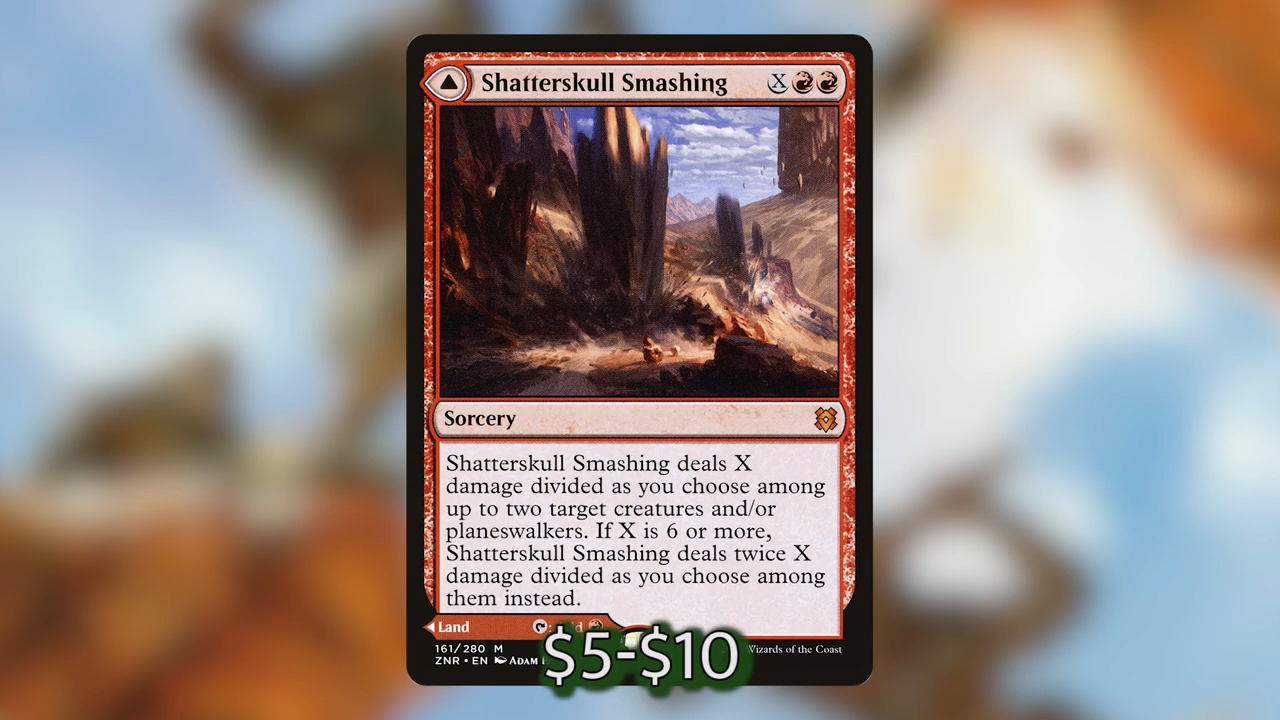 Shatterskull Smashing X
Sorcery
Shatterskull Smashing deals X
damage divided as you choose among
up to two target creatures and/or
planeswalkers. If X is 6 or more,
Shatterskull Smashing deals twice X
damage divided as you choose among
them instead.
Land
161/280 M
ZNR • EN ADAM
Wizards of the Coast
$5-$10